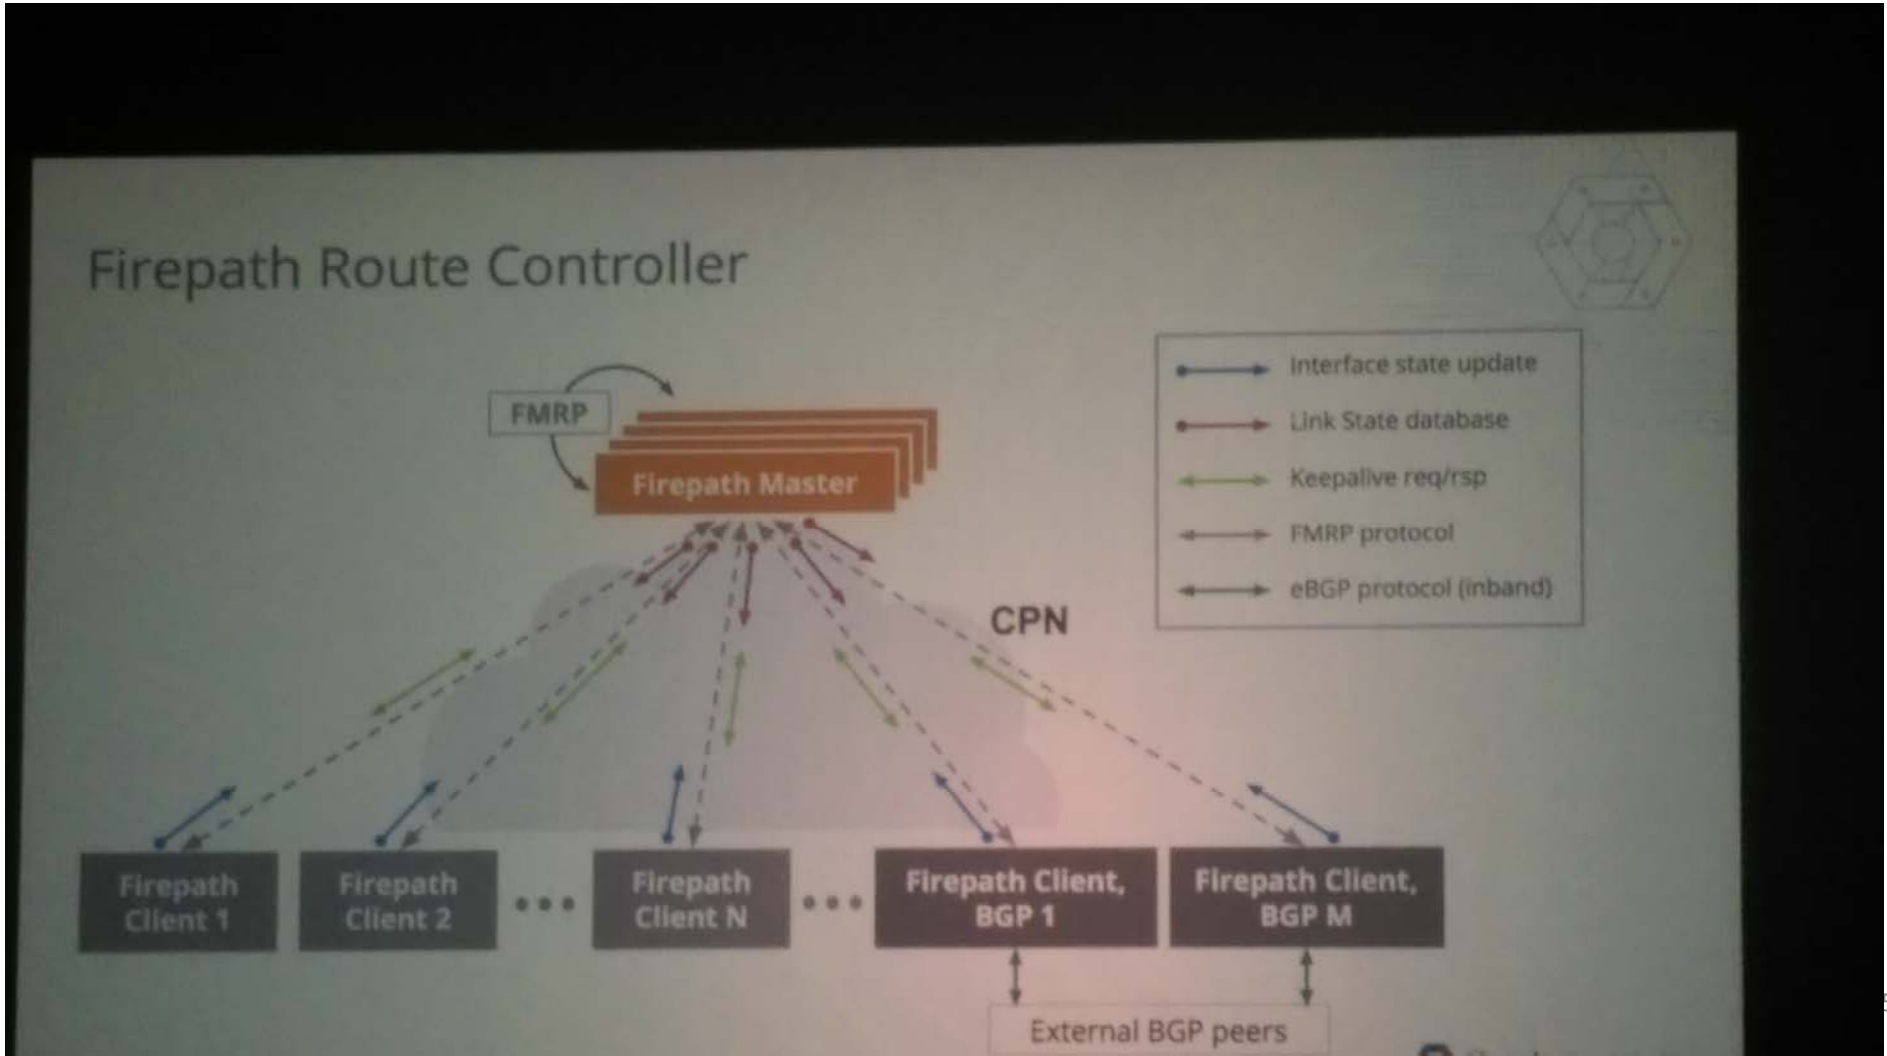 Firepath Route Controller
FMRP
Firepath Master
Interface state update
Link State database
Keepalive req/rsp
FMRP protocol
eBGP protocol (inband)
CPN
Firepath
Client 1
Firepath
Client 2
Firepath
Client N
Firepath Client,
BGP 1
Firepath Client,
BGP M
External BGP peers